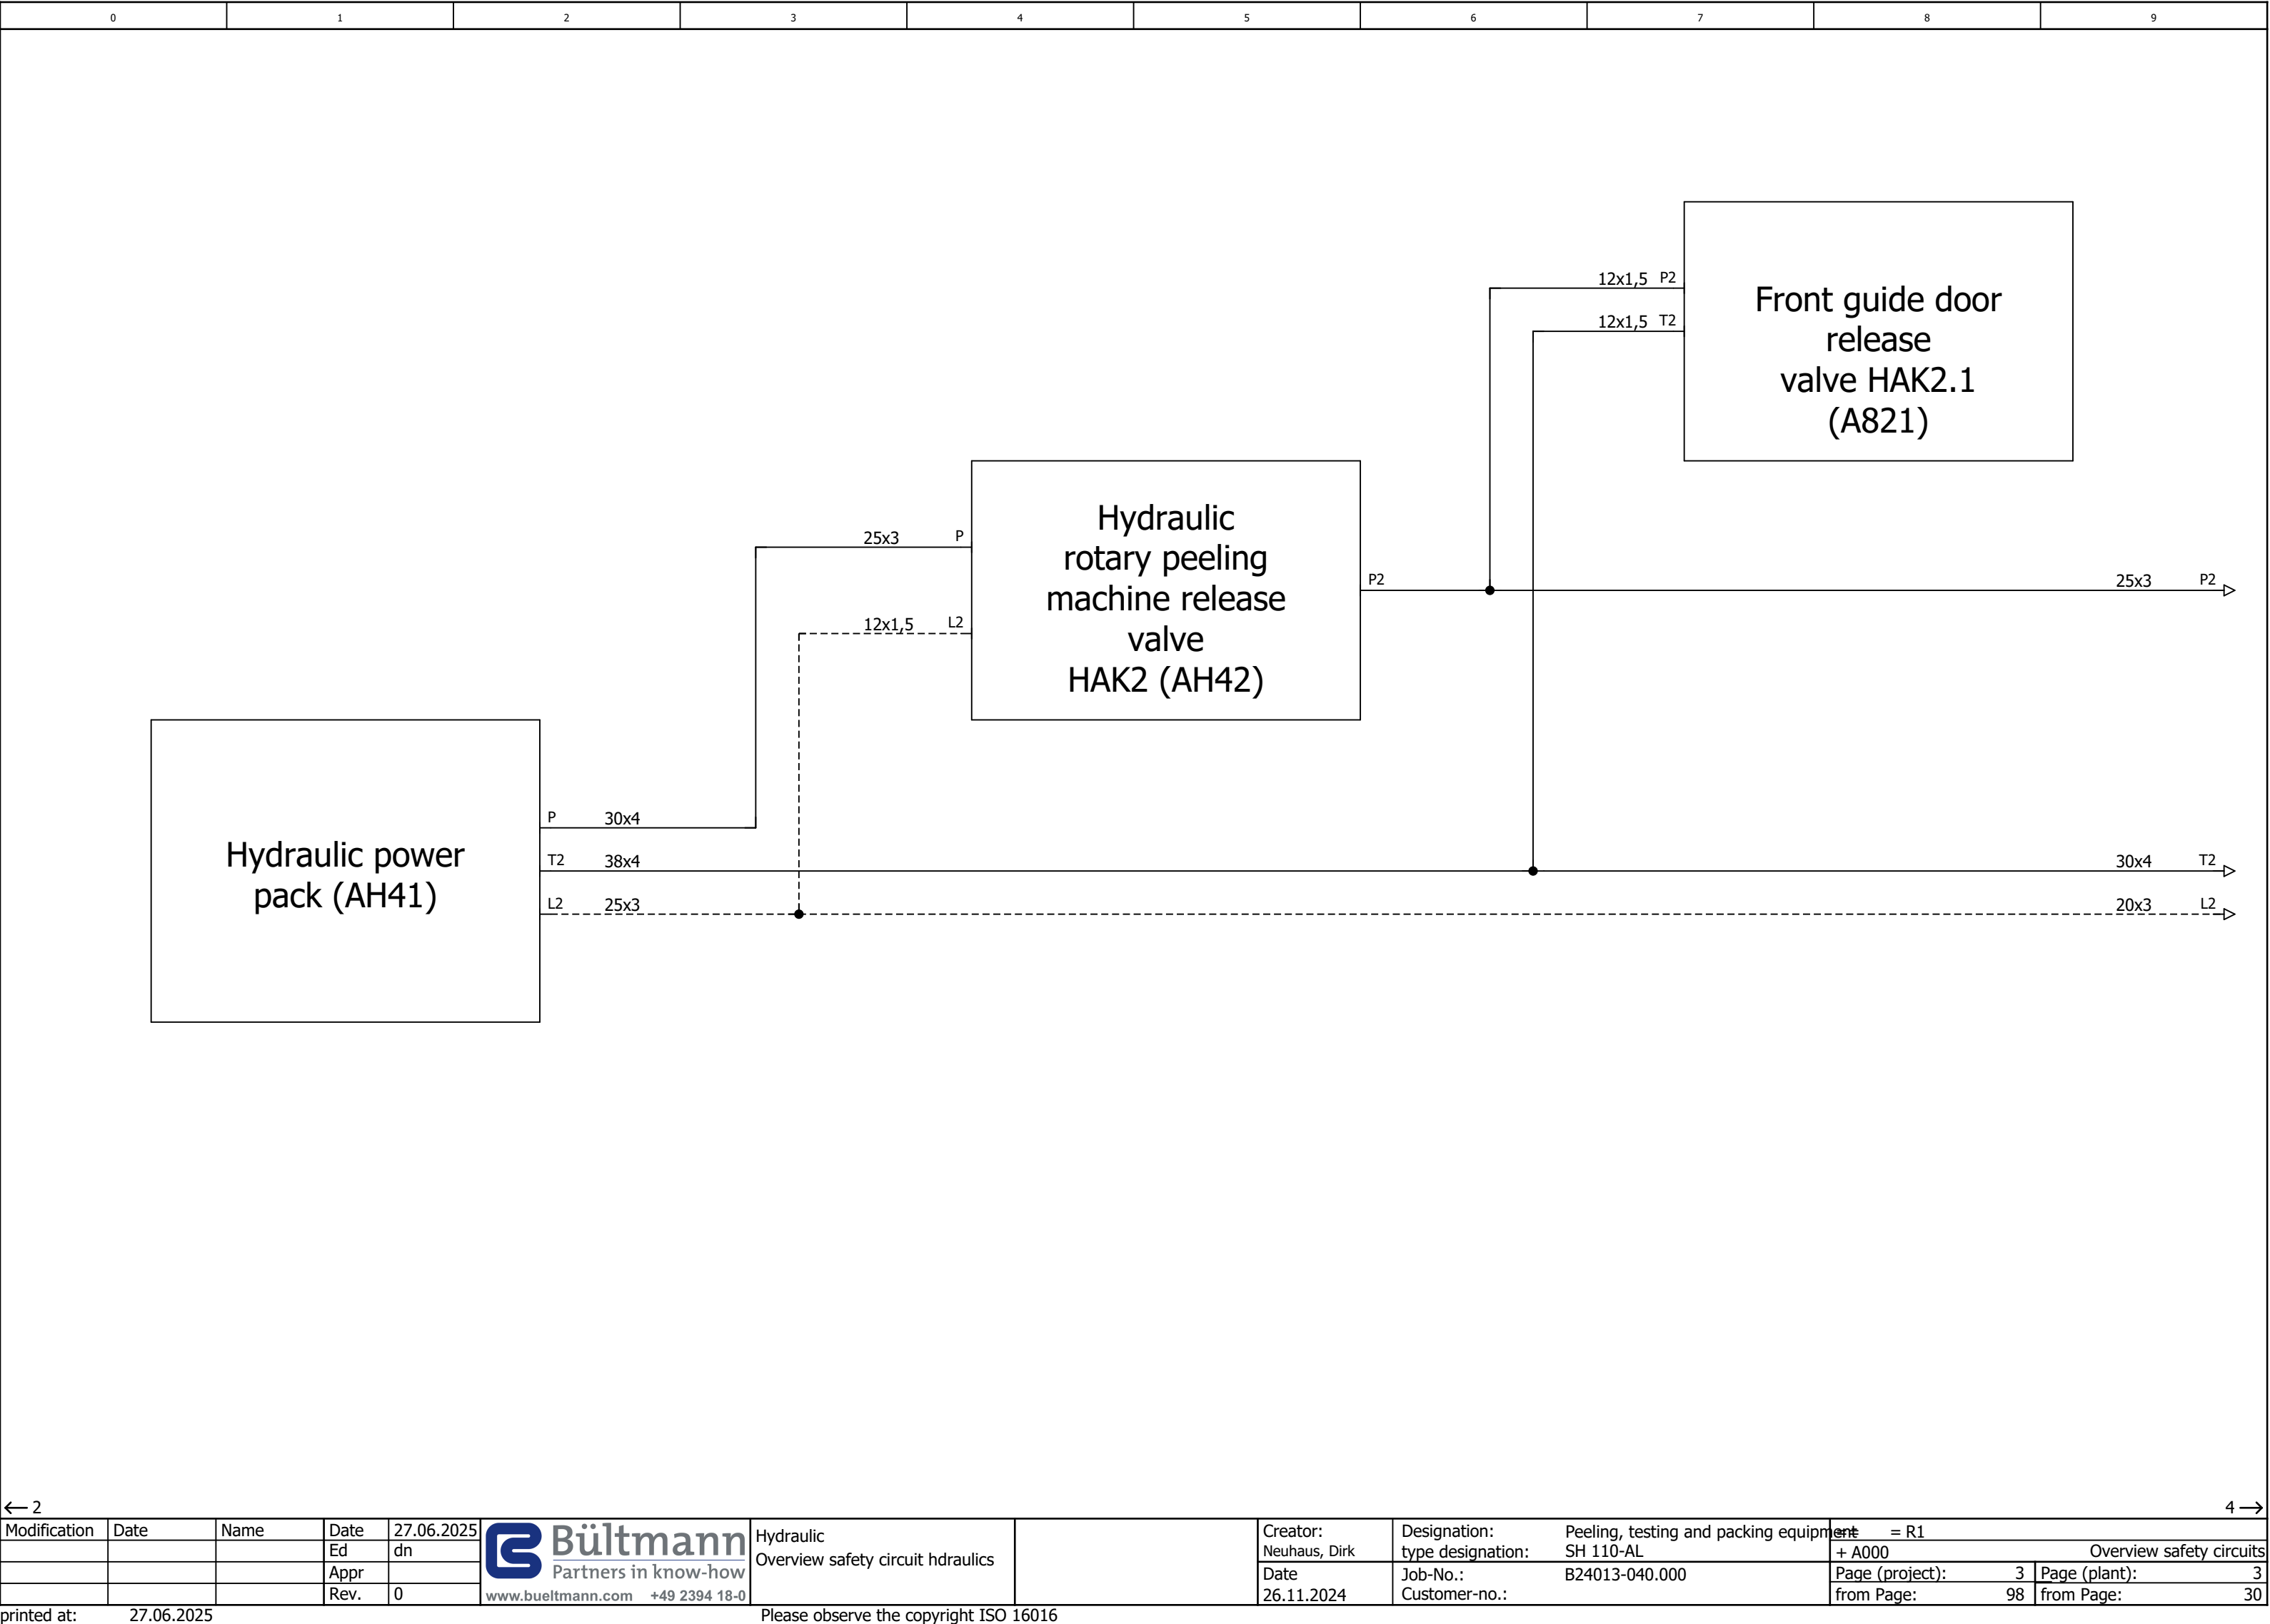 0 1 2 3 4 5 6 7 8 9
12x1,5 P2
12x1,5 T2
Front guide door
release
valve HAK2.1
(A821)
25x3 P
12x1,5 L2
Hydraulic
rotary peeling
machine release
valve
HAK2 (AH42)
P2
25x3 P2
Hydraulic power
pack (AH41)
P 30x4
T2 38x4
L2 25x3
30x4 T2
20x3 L2
2
4
Modification Date Name Date 27.06.2025
Ed dn
Appr
Rev. 0
Bültmann
Partners in know-how
www.bueltmann.com +49 2394 18-0
Hydraulic
Overview safety circuit hdraulics
Creator:
Neuhaus, Dirk
Date
26.11.2024
Designation: Peeling, testing and packing equipment
type designation: SH 110-AL
Job-No.: B24013-040.000
Customer-no.:
= R1
+ A000 Overview safety circuits
Page (project): 3 Page (plant): 3
from Page: 98 from Page: 30
printed at: 27.06.2025
Please observe the copyright ISO 16016